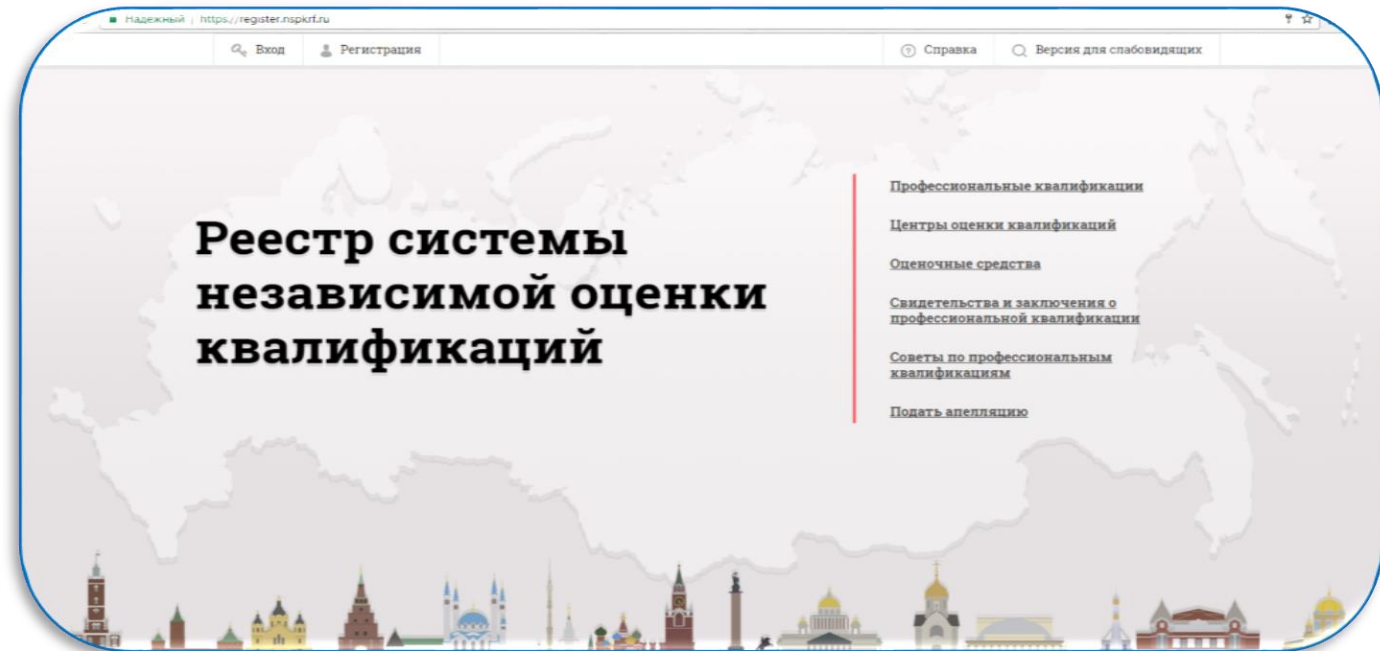 Надежный | https://register.nspkrf.ru
Вход
Регистрация
Справка
Версия для слабовидящих
Реестр системы
независимой оценки
квалификаций
Профессиональные квалификации
Центры оценки квалификаций
Оценочные средства
Свидетельства и заключения о
профессиональной квалификации
Советы по профессиональным
квалификациям
Подать апелляцию